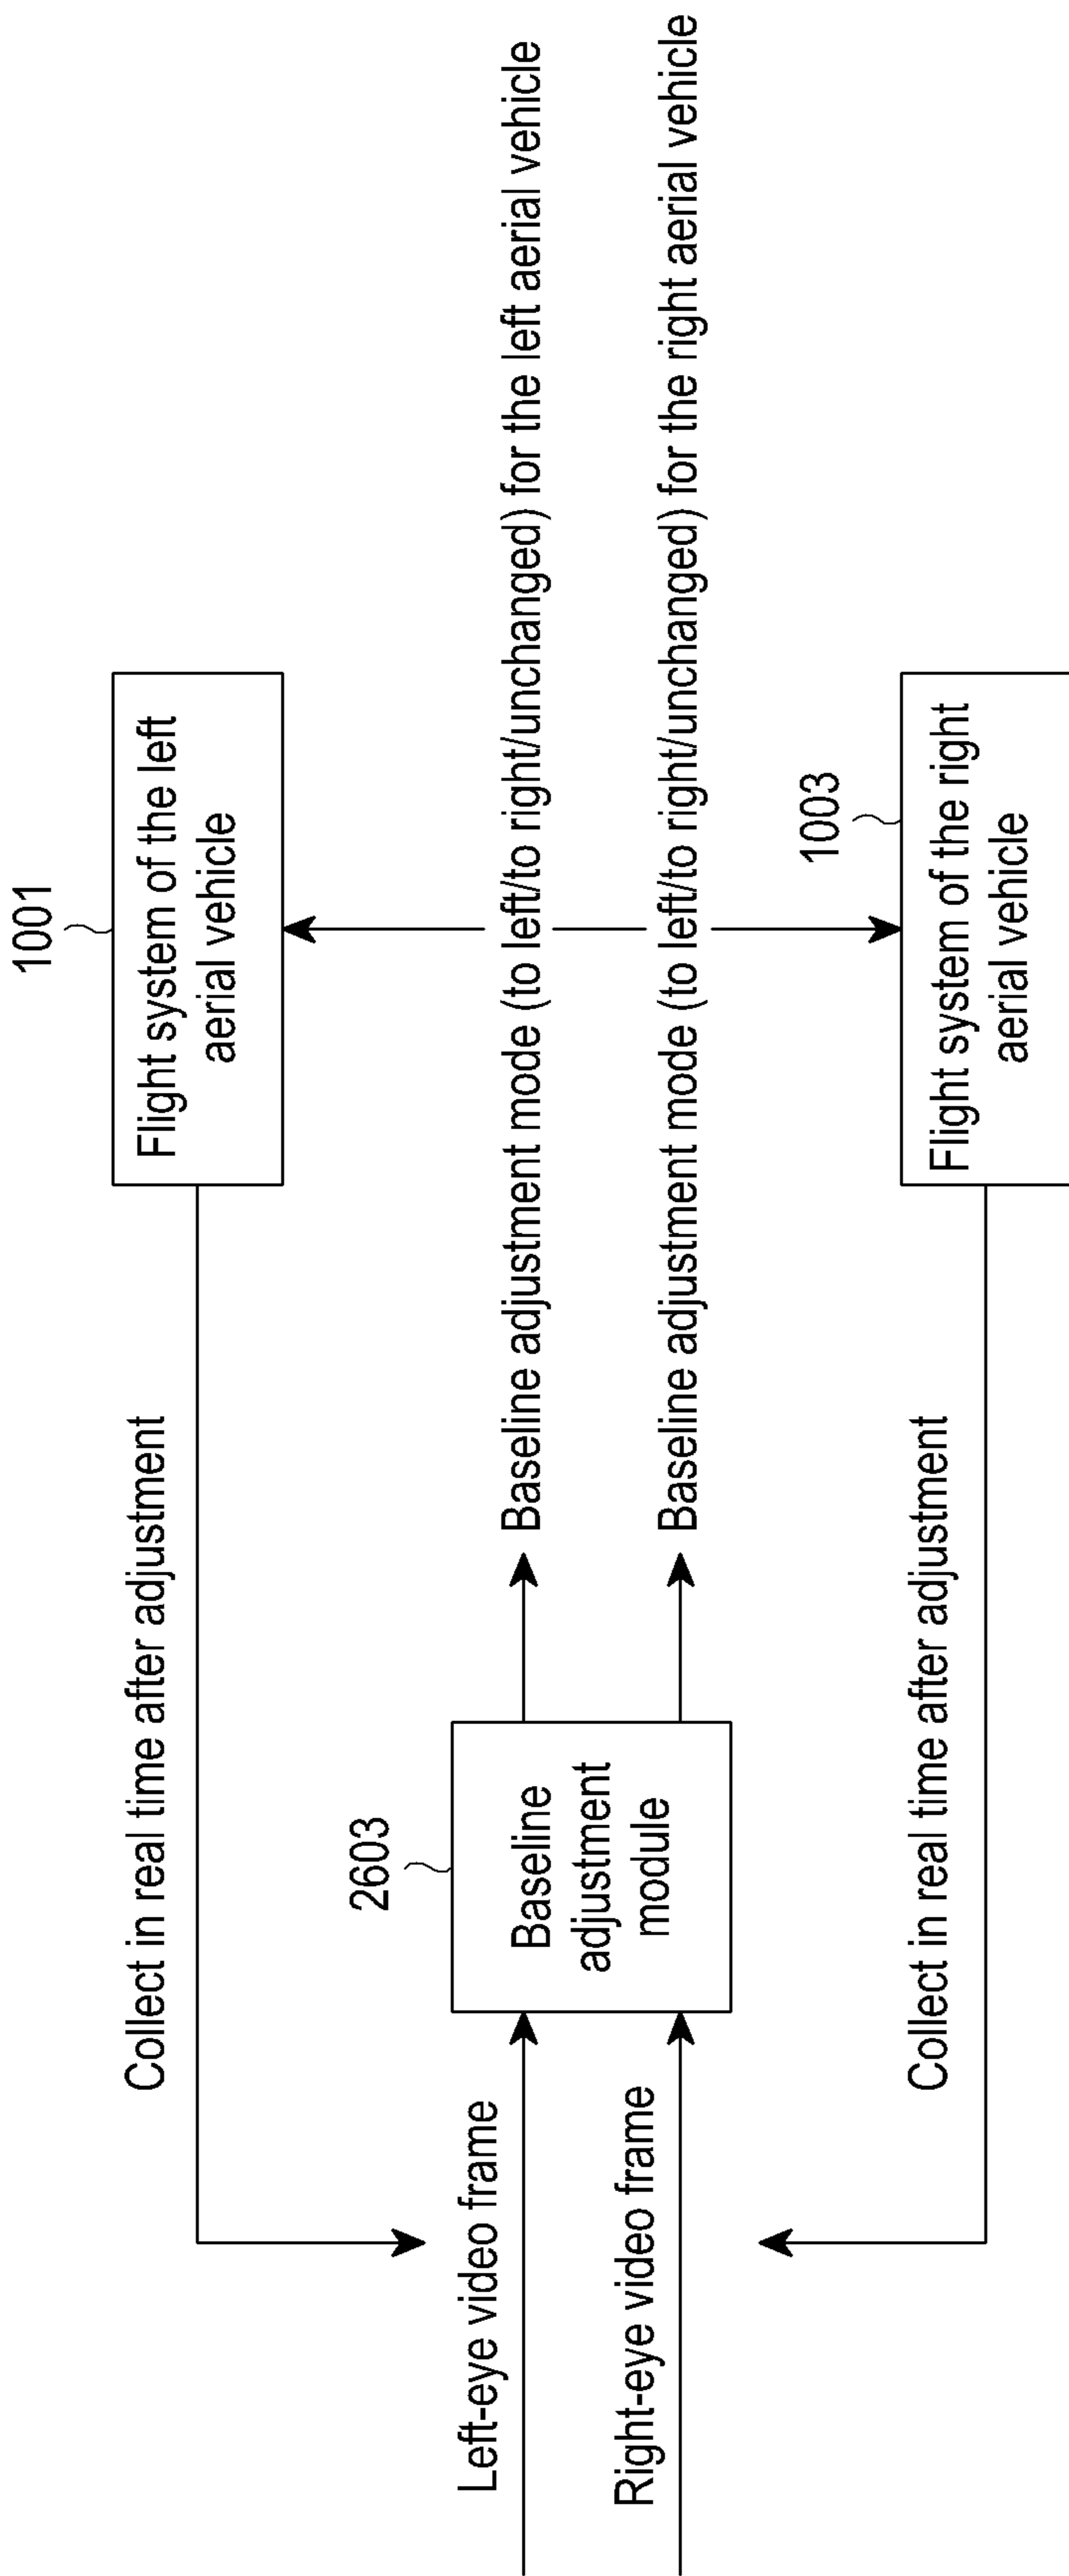 1001
Flight system of the left
aerial vehicle
Collect in real time after adjustment
2603
Left-eye video frame
Baseline
adjustment
module
Baseline adjustment mode (to left/to right/unchanged) for the left aerial vehicle
Right-eye video frame
Baseline adjustment mode (to left/to right/unchanged) for the right aerial vehicle
1003
Collect in real time after adjustment
Flight system of the right
aerial vehicle